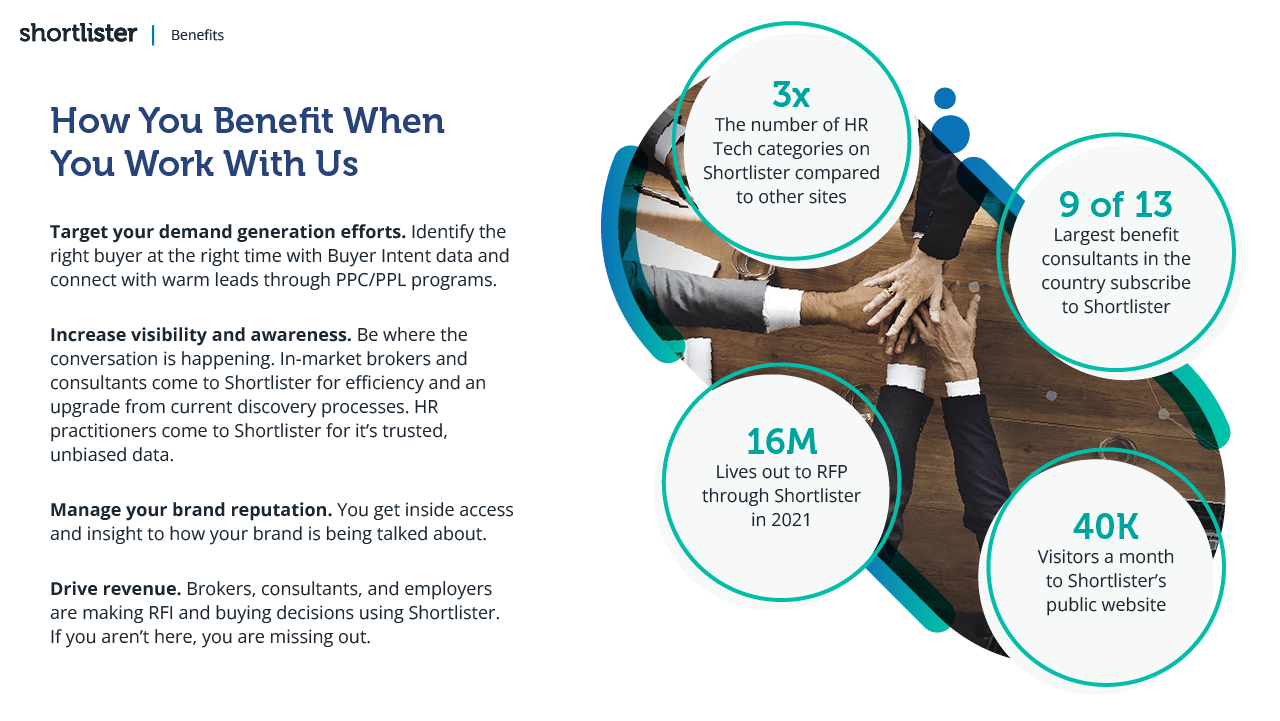 shortlister | Benefits
How You Benefit When
You Work With Us
Target your demand generation efforts. Identify the
right buyer at the right time with Buyer Intent data and
connect with warm leads through PPC/PPL programs.
Increase visibility and awareness. Be where the
conversation is happening. In-market brokers and
consultants come to Shortlister for efficiency and an
upgrade from current discovery processes. HR
practitioners come to Shortlister for it’s trusted,
unbiased data.
Manage your brand reputation. You get inside access
and insight to how your brand is being talked about.
Drive revenue. Brokers, consultants, and employers
are making RFI and buying decisions using Shortlister.
If you aren’t here, you are missing out.
3x
The number of HR
Tech categories on
Shortlister compared
to other sites
9 of 13
Largest benefit
consultants in the
country subscribe
to Shortlister
16M
Lives out to RFP
through Shortlister
in 2021
40K
Visitors a month
to Shortlister’s
public website